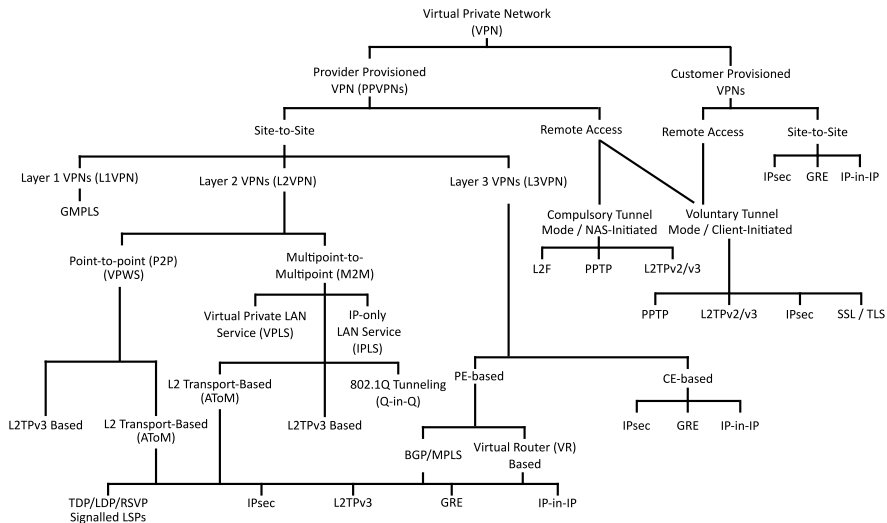 Virtual Private Network
(VPN)
Provider Provisioned
VPN (PPVPNs)
Customer Provisioned
VPNs
Site-to-Site
Remote Access
Remote Access
Site-to-Site
IPsec
GRE
IP-in-IP
Layer 1 VPNs (L1VPN)
Layer 2 VPNs (L2VPN)
Layer 3 VPNs (L3VPN)
GMPLS
Compulsory Tunnel
Mode / NAS-Initiated
Voluntary Tunnel
Mode / Client-Initiated
L2F
PPTP
L2TPv2/v3
PPTP
L2TPv2/v3
IPsec
SSL / TLS
Point-to-point (P2P)
(VPWS)
Multipoint-to-
Multipoint (M2M)
Virtual Private LAN
Service (VPLS)
IP-only
LAN Service
(IPLS)
L2 Transport-Based
(AToM)
L2TPv3 Based
802.1Q Tunneling
(Q-in-Q)
PE-based
CE-based
IPsec
GRE
IP-in-IP
L2TPv3 Based
L2 Transport-Based
(AToM)
BGP/MPLS
Virtual Router (VR)
Based
TDP/LDP/RSVP
Signalled LSPs
IPsec
L2TPv3
GRE
IP-in-IP